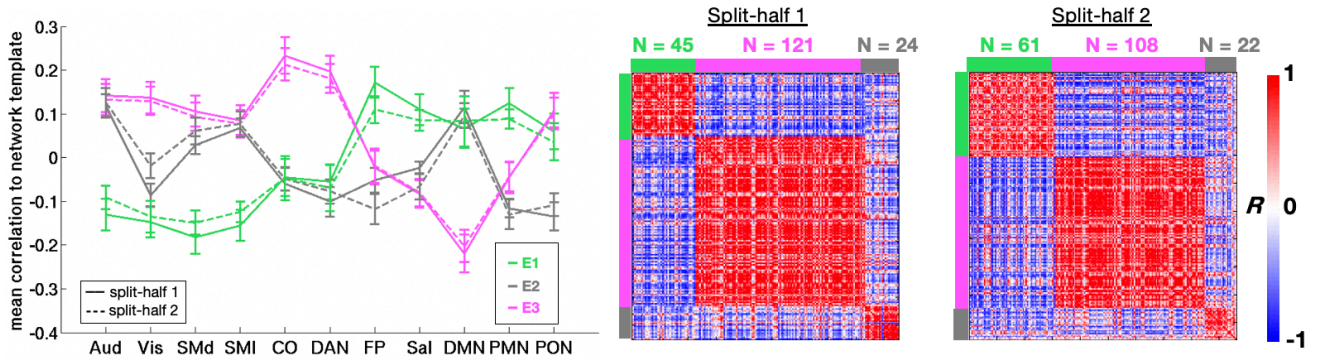 mean correlation to network template
0.3
0.2
0.1
0
-0.1
-0.2
-0.3
-0.4
split-half 1
split-half 2
E1
E2
E3
Aud Vis SMd SMl CO DAN FP Sal DMN PMN PON
Split-half 1
N = 45 N = 121 N = 24
Split-half 2
N = 61 N = 108 N = 22
1
R 0
-1